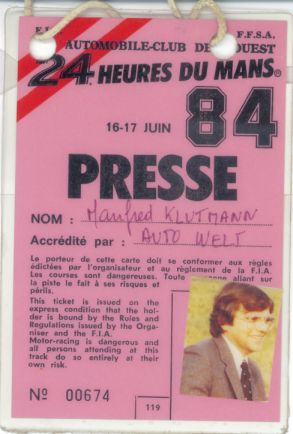 F.I.A. F.F.S.A.
AUTOMOBILE-CLUB DE L'OUEST
24 HEURES DU MANS®
16-17 JUIN 84
PRESSE
NOM : Manfred KLUTMANN
Accrédité par : AUTO WELT
Le porteur de cette carte doit se conformer aux règles
édictées par l'organisateur et au règlement de la F.I.A.
Les courses sont dangereuses. Toute personne allant sur
la piste le fait à ses risques et
périls.
This ticket is issued on the
express condition that the hol-
der is bound by the Rules and
Regulations issued by the Orga-
niser and the F.I.A.
Motor-racing is dangerous and
all persons attending at this
track do so entirely at their
own risk.
Nº 00674
119